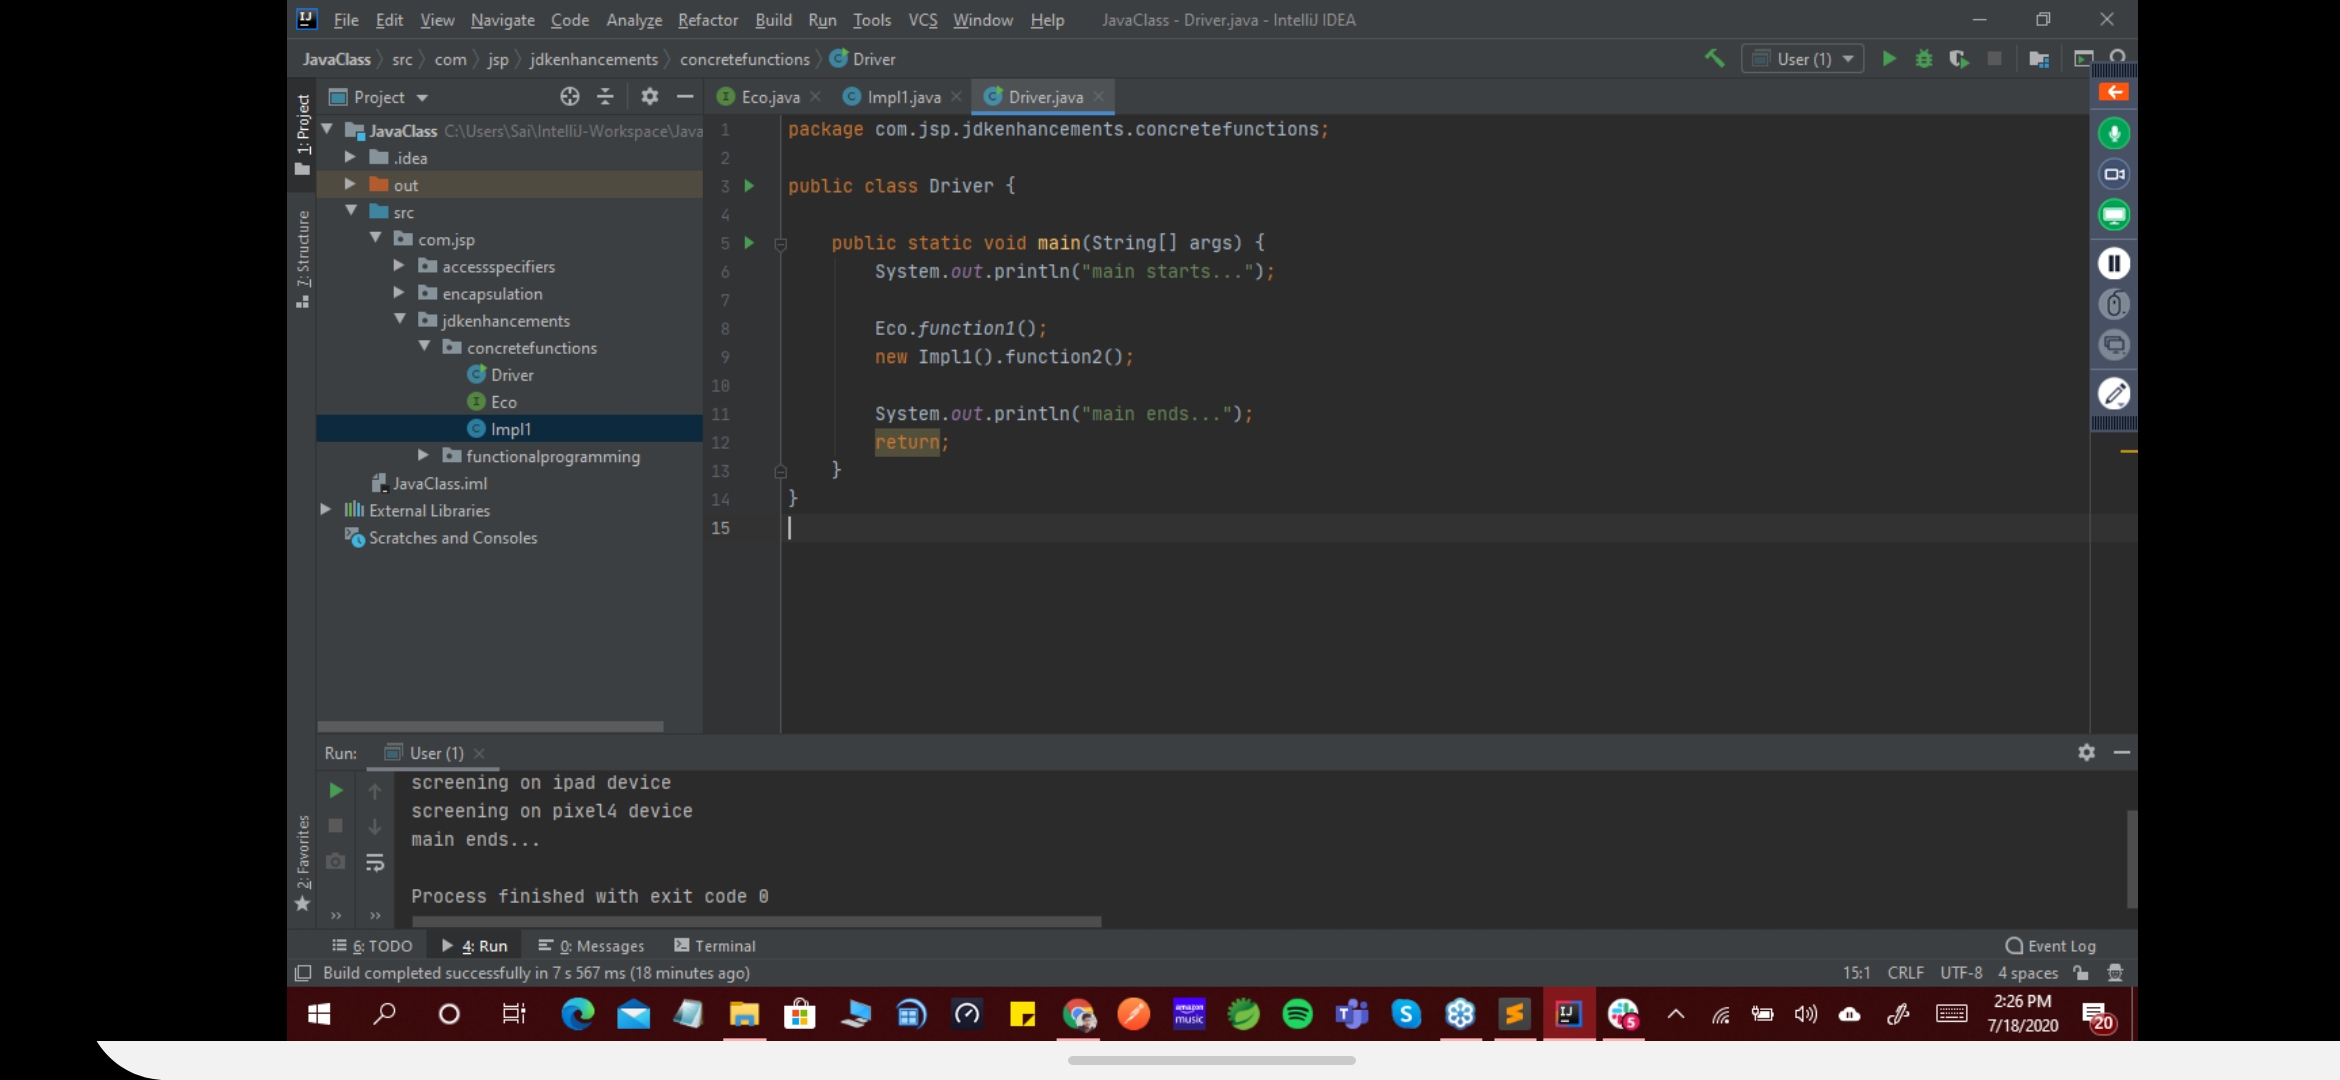 File Edit View Navigate Code Analyze Refactor Build Run Tools VCS Window Help JavaClass - Driver.java - IntelliJ IDEA
JavaClass src com jsp jdkenhancements concretefunctions Driver User (1)
1: Project
7: Structure
2: Favorites
Project
JavaClass C:\Users\Sai\IntelliJ-Workspace\Java
.idea
out
src
com.jsp
accessspecifiers
encapsulation
jdkenhancements
concretefunctions
Driver
Eco
Impl1
functionalprogramming
JavaClass.iml
External Libraries
Scratches and Consoles
Eco.java Impl1.java Driver.java
1 package com.jsp.jdkenhancements.concretefunctions;
2
3 public class Driver {
4
5 public static void main(String[] args) {
6 System.out.println("main starts...");
7
8 Eco.function1();
9 new Impl1().function2();
10
11 System.out.println("main ends...");
12 return;
13 }
14 }
15
Run: User (1)
screening on ipad device
screening on pixel4 device
main ends...
Process finished with exit code 0
6: TODO 4: Run 0: Messages Terminal Event Log
Build completed successfully in 7 s 567 ms (18 minutes ago) 15:1 CRLF UTF-8 4 spaces
amazon music
5
2:26 PM
7/18/2020
20